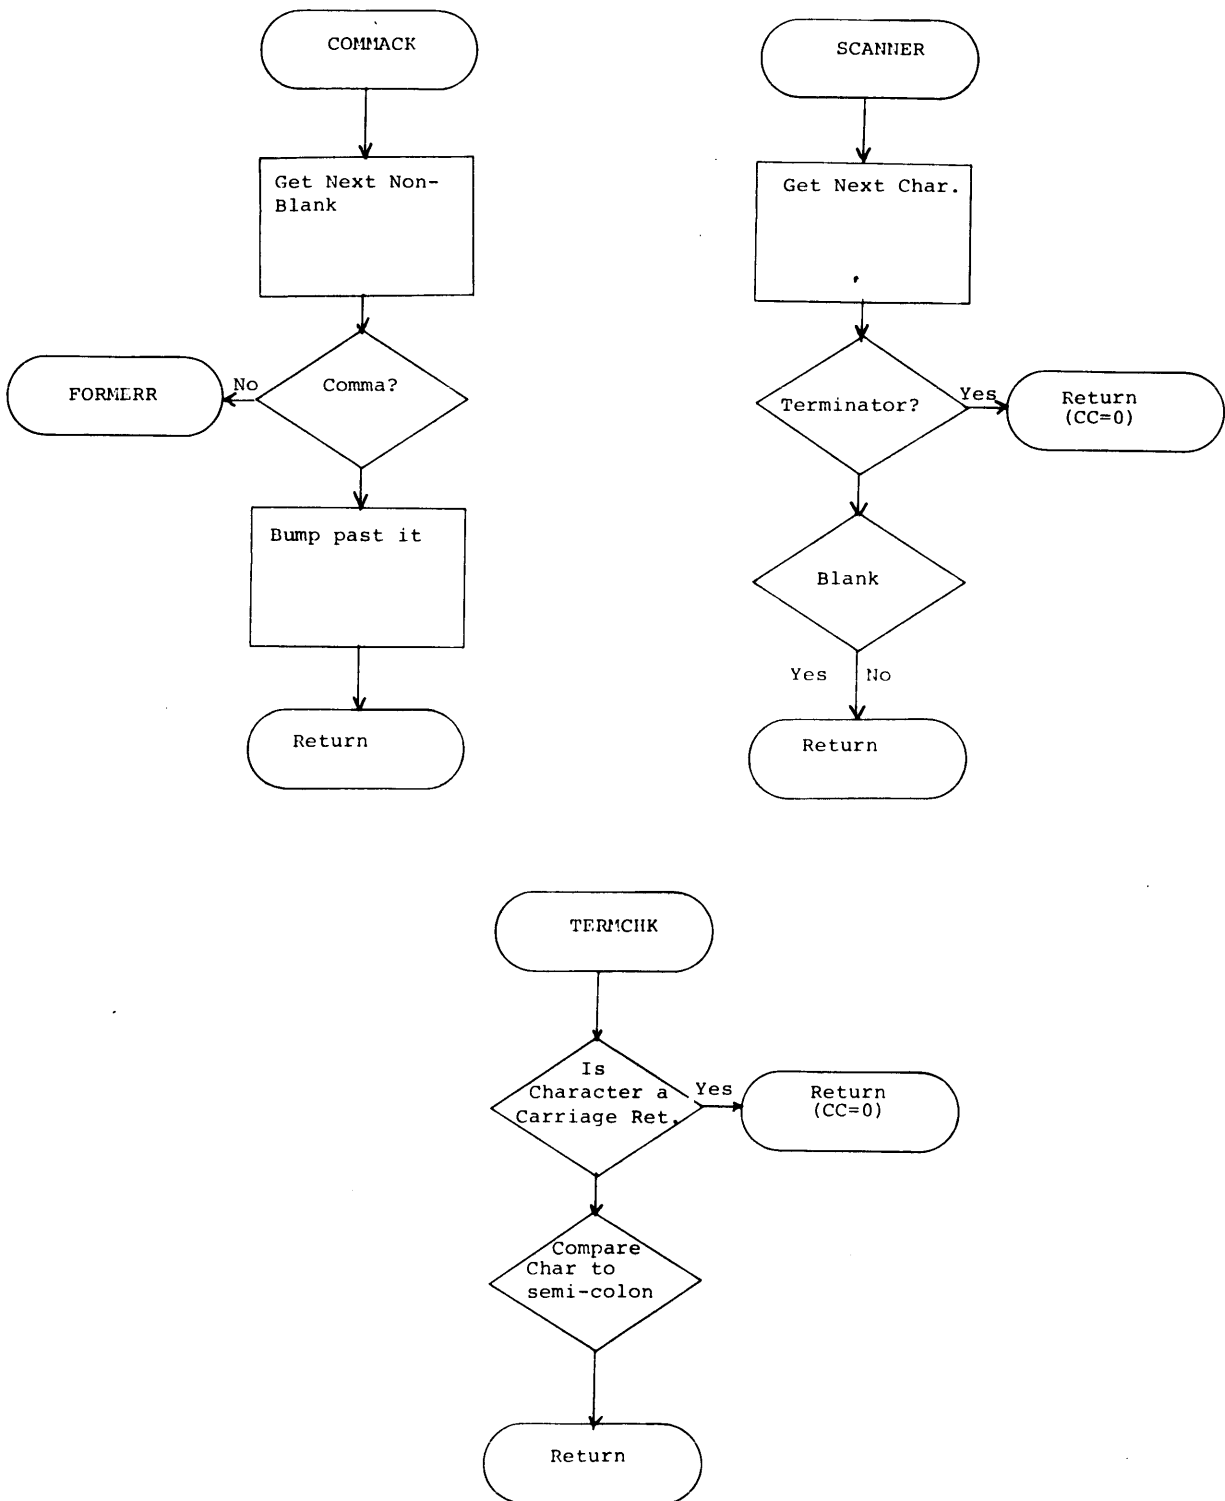 COMMACK
Get Next Non-
Blank
Comma?
No
FORMERR
Bump past it
Return
SCANNER
Get Next Char.
Terminator?
Yes
Return
(CC=0)
Blank
Yes No
Return
TERMCHK
Is
Character a
Carriage Ret.
Yes
Return
(CC=0)
Compare
Char to
semi-colon
Return